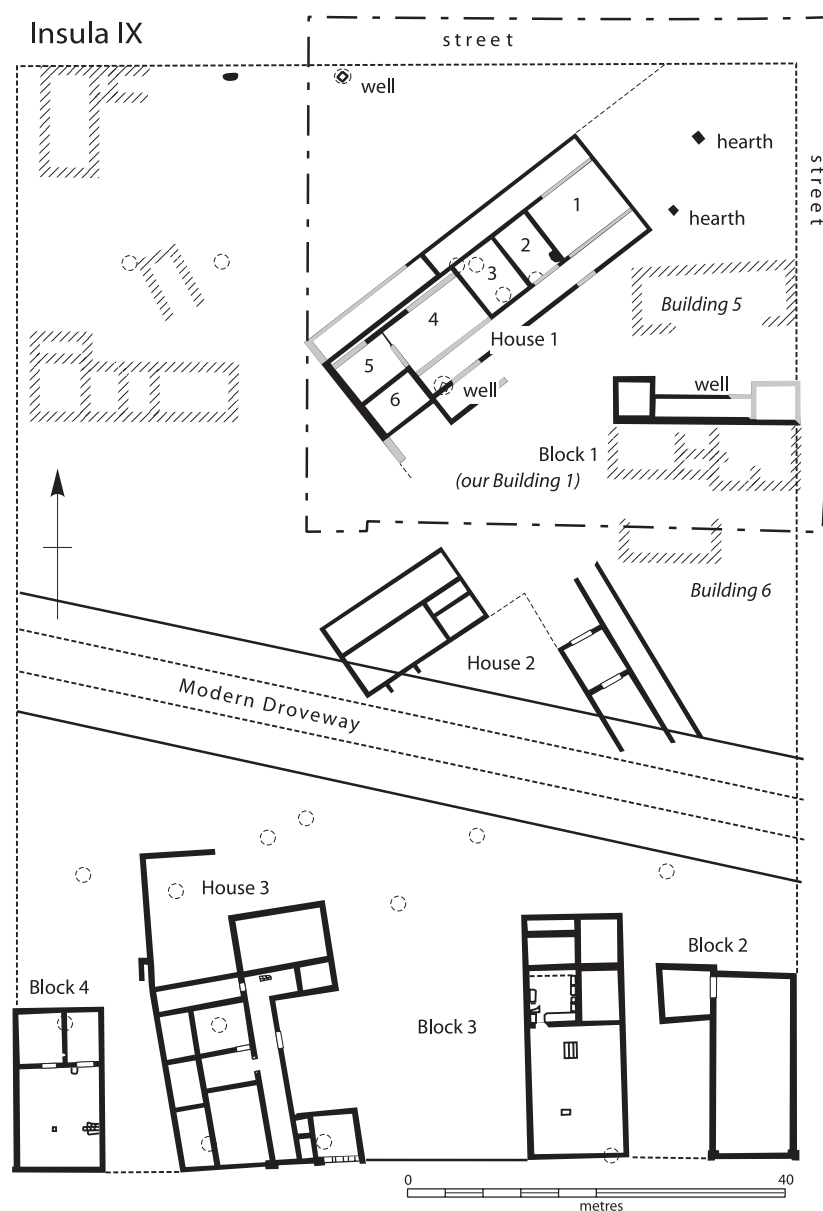 Insula IX
street
well
hearth
street
1
hearth
2
3
Building 5
4
House 1
5
well
well
6
Block 1
(our Building 1)
Building 6
House 2
Modern Droveway
House 3
Block 2
Block 4
Block 3
0
40
metres